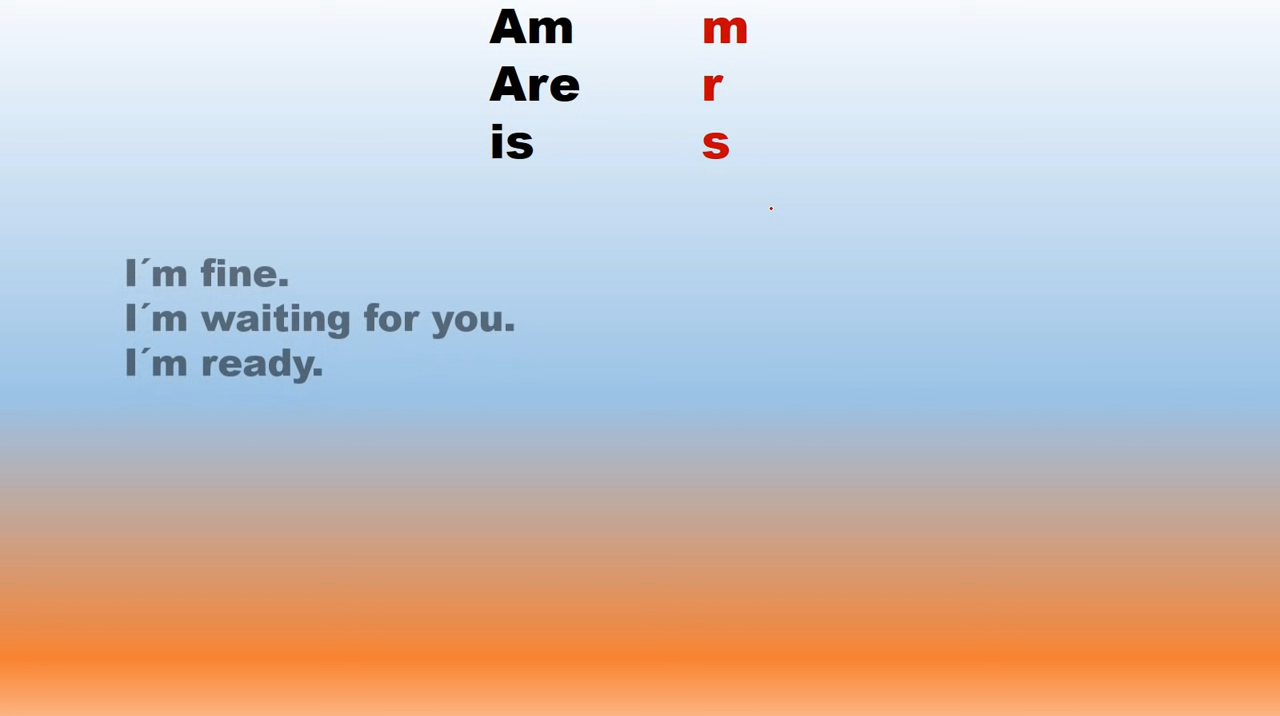 Am m
Are r
is s
I´m fine.
I´m waiting for you.
I´m ready.